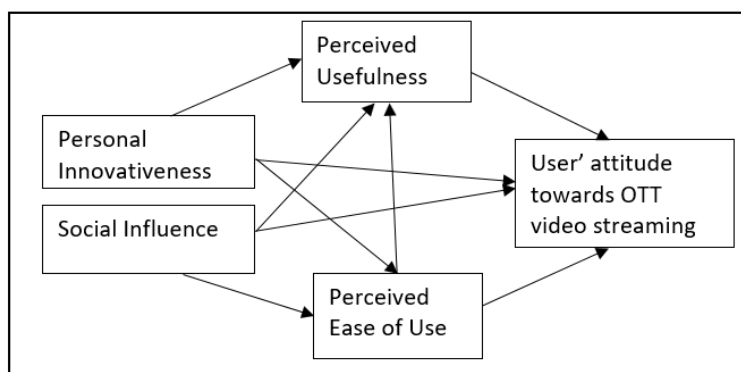 Perceived
Usefulness
Personal
Innovativeness
User' attitude
towards OTT
video streaming
Social Influence
Perceived
Ease of Use